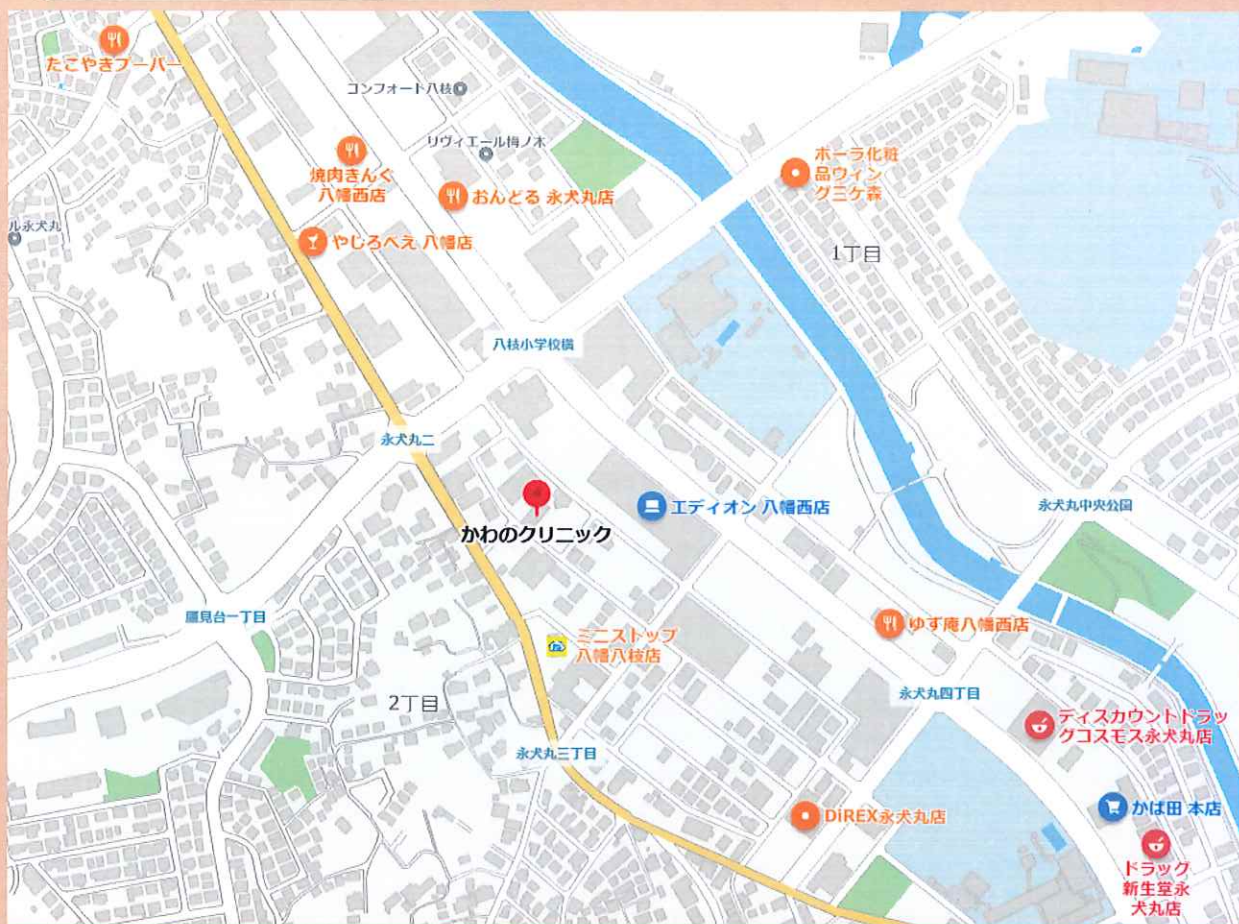 たこやきフーバー
コンフォート八枝
リヴィエール梅ノ木
焼肉きんぐ
八幡西店
おんどる 永犬丸店
ポーラ化粧
品ウィン
グ三ケ森
ル永犬丸
やじろべえ 八幡店
1丁目
八枝小学校横
永犬丸二
かわのクリニック
エディオン 八幡西店
永犬丸中央公園
鷹見台一丁目
ミニストップ
八幡八枝店
ゆず庵八幡西店
2丁目
永犬丸四丁目
ディスカウントドラッ
グコスモス永犬丸店
永犬丸三丁目
DiREX永犬丸店
かば田 本店
ドラッグ
新生堂永
犬丸店